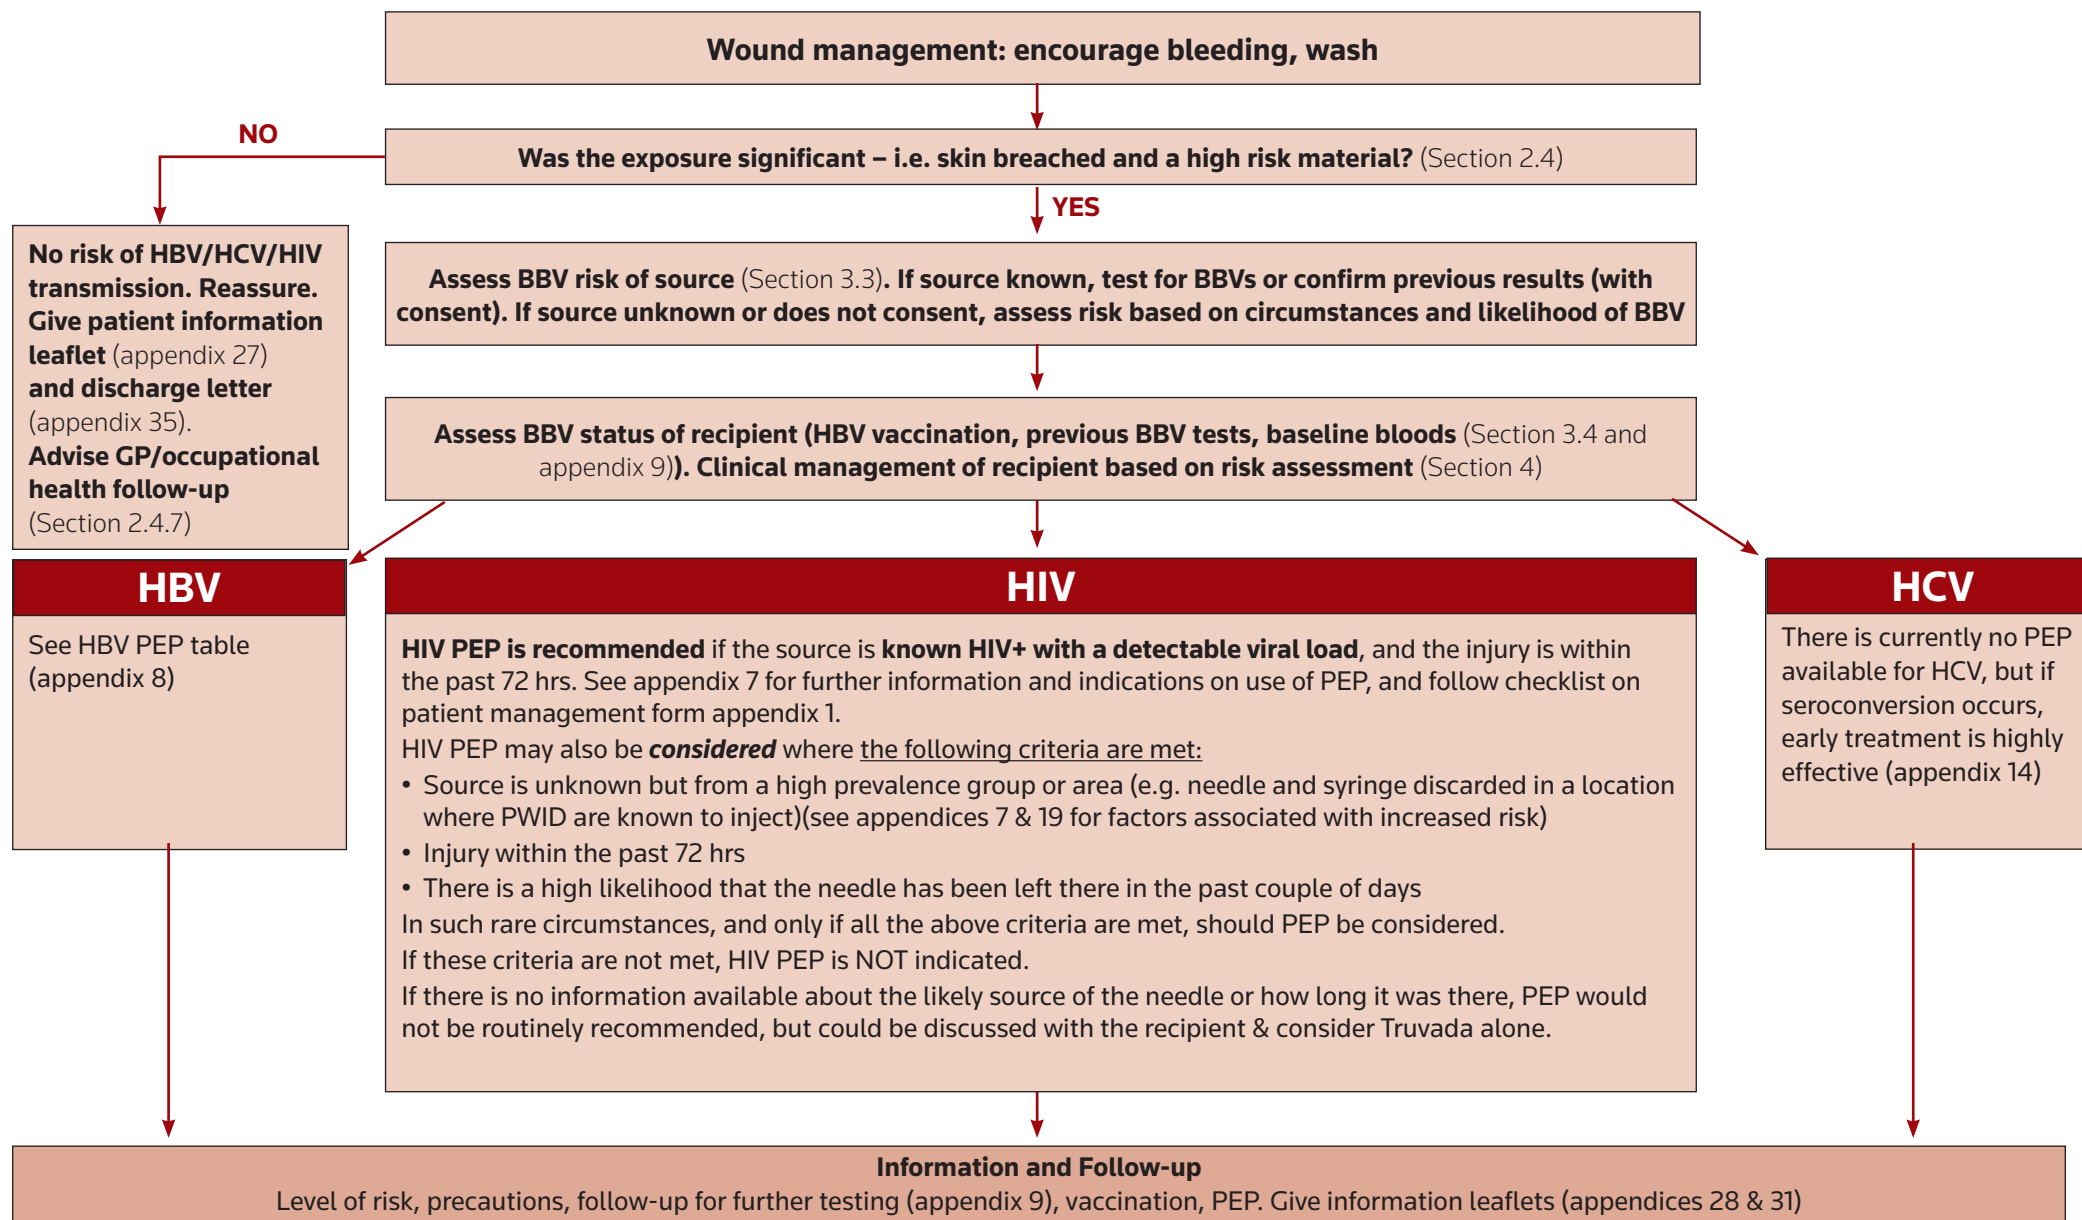 Wound management: encourage bleeding, wash
NO
Was the exposure significant – i.e. skin breached and a high risk material? (Section 2.4)
YES
No risk of HBV/HCV/HIV
transmission. Reassure.
Give patient information
leaflet (appendix 27)
and discharge letter
(appendix 35).
Advise GP/occupational
health follow-up
(Section 2.4.7)
Assess BBV risk of source (Section 3.3). If source known, test for BBVs or confirm previous results (with
consent). If source unknown or does not consent, assess risk based on circumstances and likelihood of BBV
Assess BBV status of recipient (HBV vaccination, previous BBV tests, baseline bloods (Section 3.4 and
appendix 9)). Clinical management of recipient based on risk assessment (Section 4)
HBV
See HBV PEP table
(appendix 8)
HIV
HIV PEP is recommended if the source is known HIV+ with a detectable viral load, and the injury is within
the past 72 hrs. See appendix 7 for further information and indications on use of PEP, and follow checklist on
patient management form appendix 1.
HIV PEP may also be considered where the following criteria are met:
• Source is unknown but from a high prevalence group or area (e.g. needle and syringe discarded in a location
where PWID are known to inject)(see appendices 7 & 19 for factors associated with increased risk)
• Injury within the past 72 hrs
• There is a high likelihood that the needle has been left there in the past couple of days
In such rare circumstances, and only if all the above criteria are met, should PEP be considered.
If these criteria are not met, HIV PEP is NOT indicated.
If there is no information available about the likely source of the needle or how long it was there, PEP would
not be routinely recommended, but could be discussed with the recipient & consider Truvada alone.
HCV
There is currently no PEP
available for HCV, but if
seroconversion occurs,
early treatment is highly
effective (appendix 14)
Information and Follow-up
Level of risk, precautions, follow-up for further testing (appendix 9), vaccination, PEP. Give information leaflets (appendices 28 & 31)